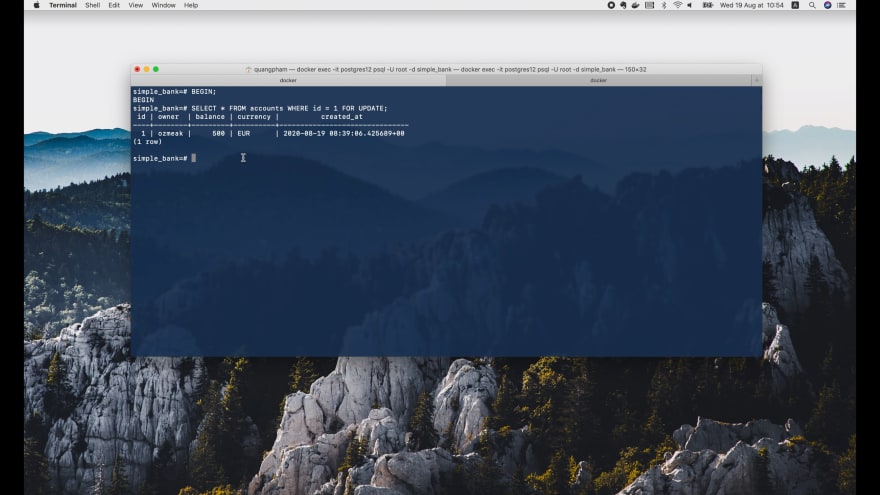 Terminal Shell Edit View Window Help
Wed 19 Aug at 10:54 A
quangpham — docker exec -it postgres12 psql -U root -d simple_bank — docker exec -it postgres12 psql -U root -d simple_bank — 150×32
docker docker
simple_bank=# BEGIN;
BEGIN
simple_bank=# SELECT * FROM accounts WHERE id = 1 FOR UPDATE;
 id | owner  | balance | currency |          created_at
----+--------+---------+----------+-------------------------------
  1 | ozmeak |     500 | EUR      | 2020-08-19 08:39:06.425689+00
(1 row)
simple_bank=#